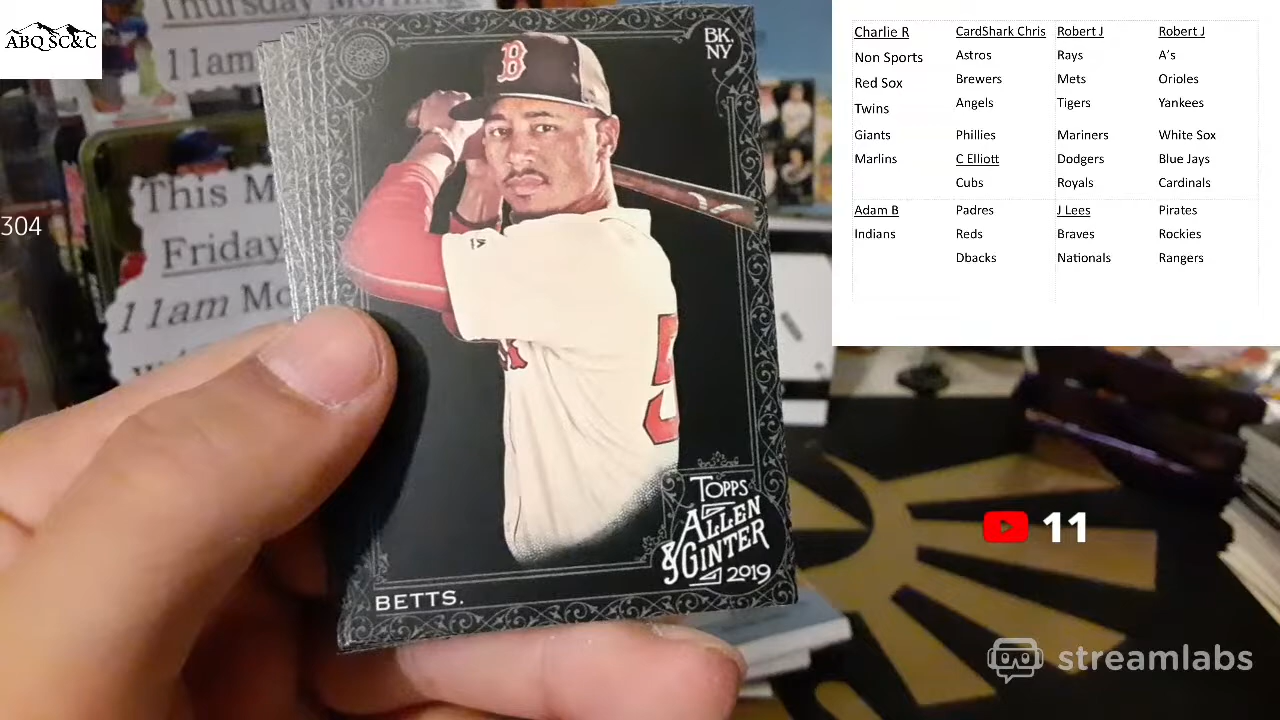 ABQ SC&C
Thursday Morning
11am
This M
Friday
11am Mo
304
B
BK.
NY
5
TOPPS
ALLEN
& GINTER
2019
BETTS.
Charlie R
Non Sports
Red Sox
Twins
Giants
Marlins
Adam B
Indians
CardShark Chris
Astros
Brewers
Angels
Phillies
C Elliott
Cubs
Padres
Reds
Dbacks
Robert J
Rays
Mets
Tigers
Mariners
Dodgers
Royals
J Lees
Braves
Nationals
Robert J
A's
Orioles
Yankees
White Sox
Blue Jays
Cardinals
Pirates
Rockies
Rangers
11
streamlabs